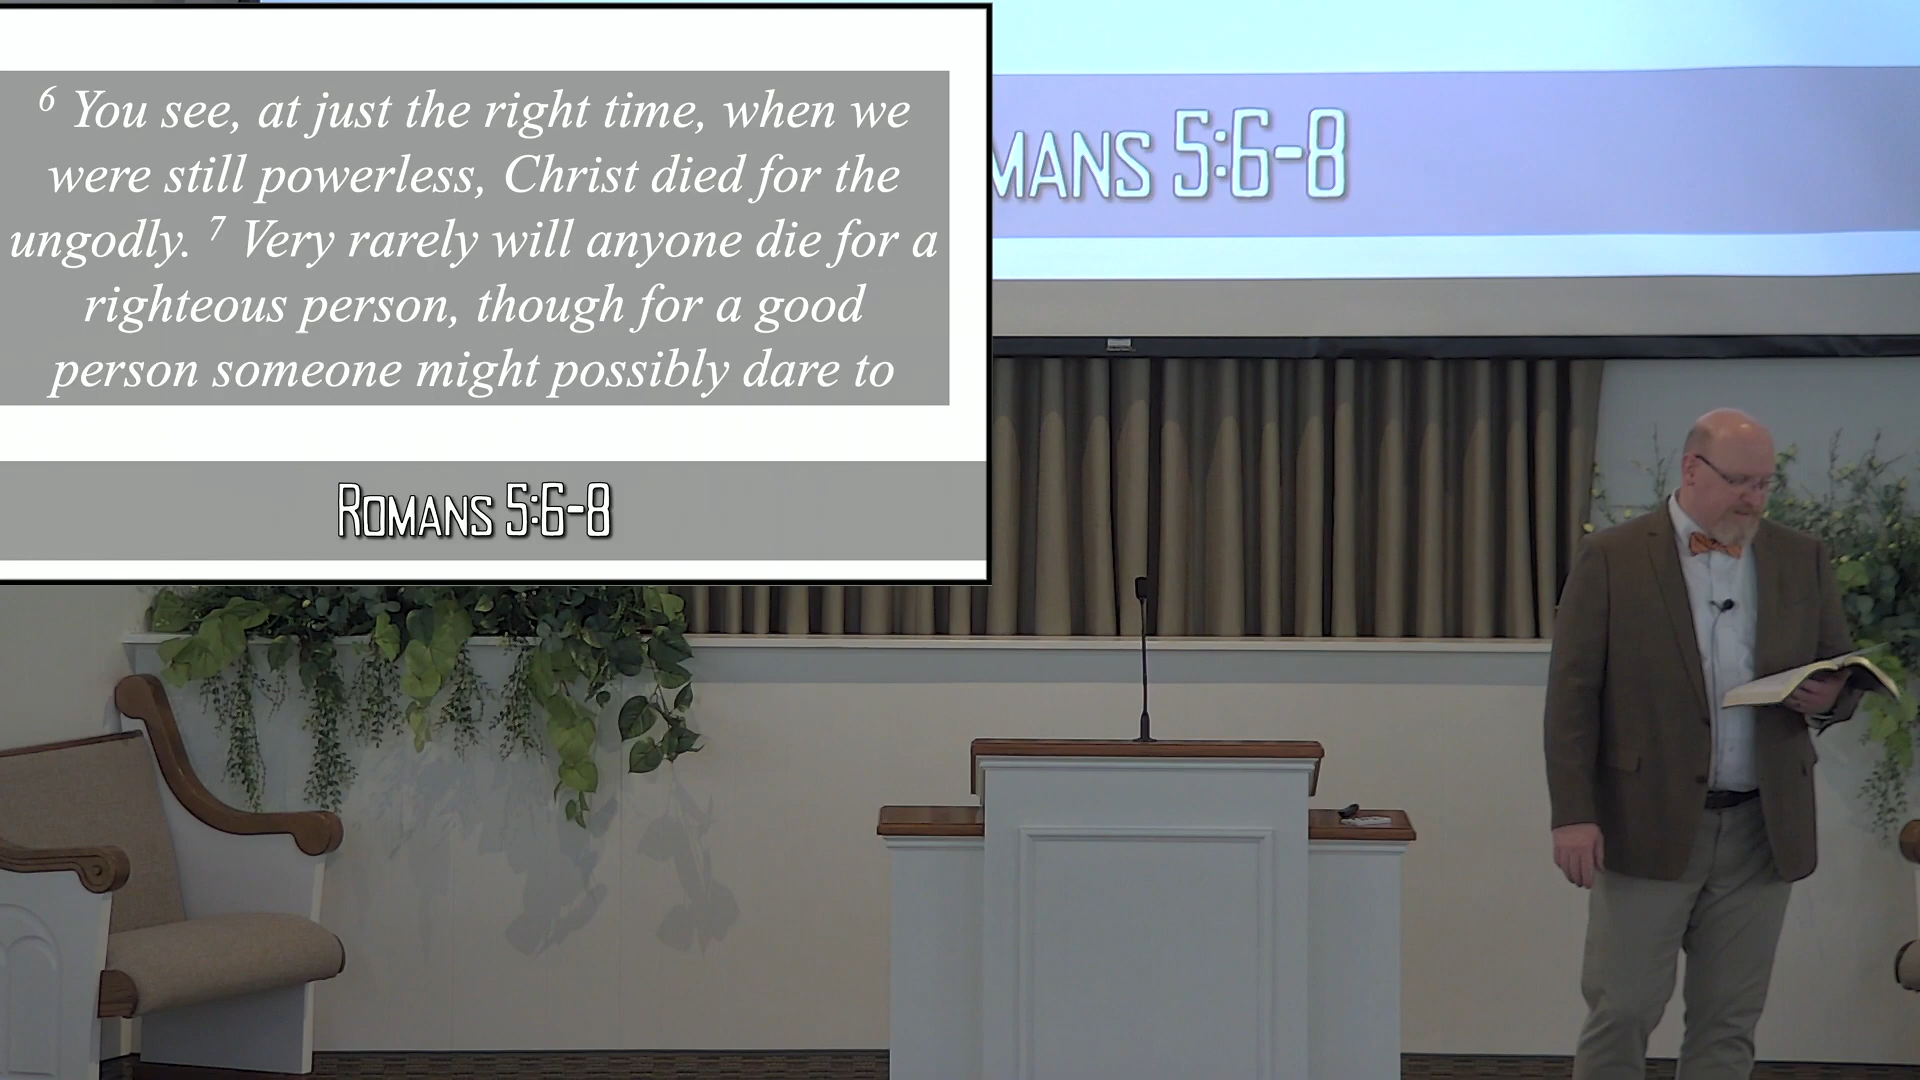 ⁶ You see, at just the right time, when we
were still powerless, Christ died for the
ungodly. ⁷ Very rarely will anyone die for a
righteous person, though for a good
person someone might possibly dare to
ROMANS 5:6-8
MANS 5:6-8